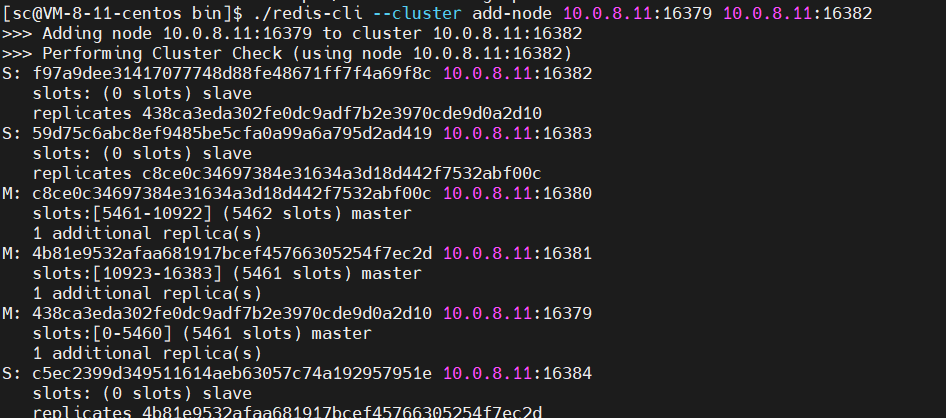 [sc@VM-8-11-centos bin]$ ./redis-cli --cluster add-node 10.0.8.11:16379 10.0.8.11:16382
>>> Adding node 10.0.8.11:16379 to cluster 10.0.8.11:16382
>>> Performing Cluster Check (using node 10.0.8.11:16382)
S: f97a9dee31417077748d88fe48671ff7f4a69f8c 10.0.8.11:16382
slots: (0 slots) slave
replicates 438ca3eda302fe0dc9adf7b2e3970cde9d0a2d10
S: 59d75c6abc8ef9485be5cfa0a99a6a795d2ad419 10.0.8.11:16383
slots: (0 slots) slave
replicates c8ce0c34697384e31634a3d18d442f7532abf00c
M: c8ce0c34697384e31634a3d18d442f7532abf00c 10.0.8.11:16380
slots:[5461-10922] (5462 slots) master
1 additional replica(s)
M: 4b81e9532afaa681917bcef45766305254f7ec2d 10.0.8.11:16381
slots:[10923-16383] (5461 slots) master
1 additional replica(s)
M: 438ca3eda302fe0dc9adf7b2e3970cde9d0a2d10 10.0.8.11:16379
slots:[0-5460] (5461 slots) master
1 additional replica(s)
S: c5ec2399d349511614aeb63057c74a192957951e 10.0.8.11:16384
slots: (0 slots) slave
replicates 4b81e9532afaa681917bcef45766305254f7ec2d